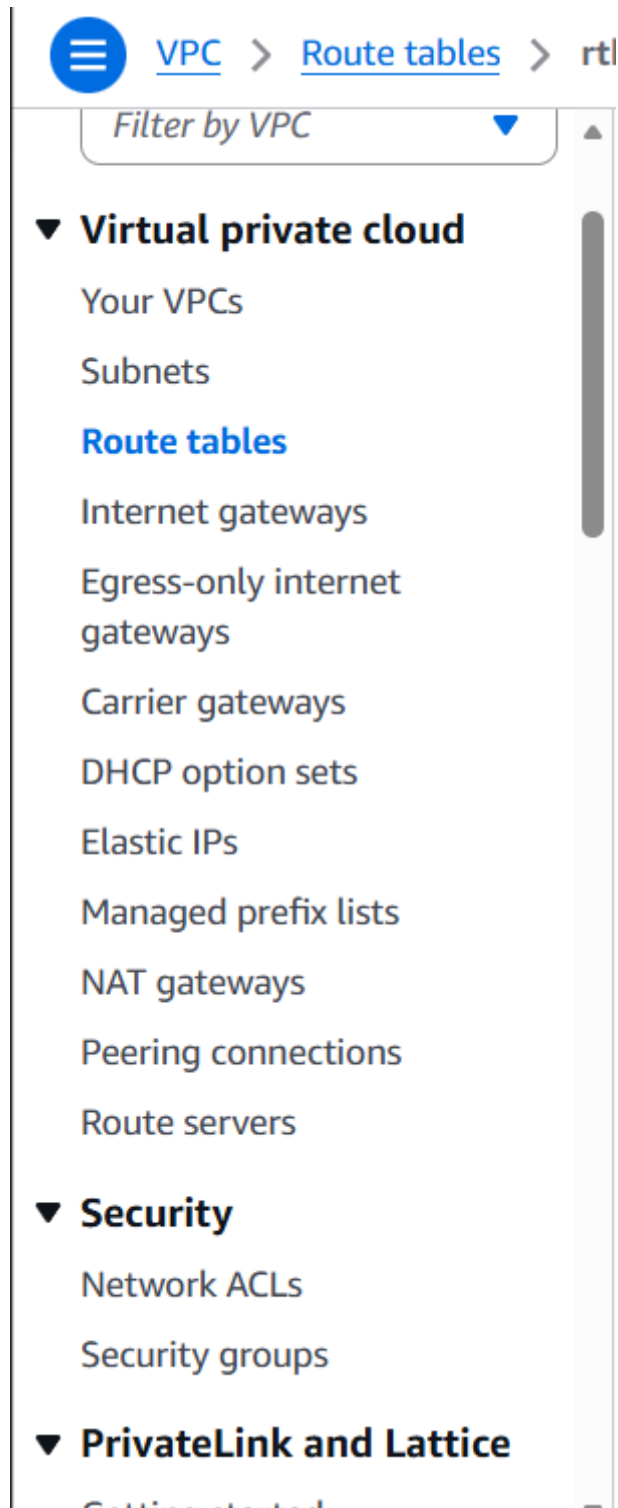 VPC > Route tables >
Filter by VPC
Virtual private cloud
Your VPCs
Subnets
Route tables
Internet gateways
Egress-only internet
gateways
Carrier gateways
DHCP option sets
Elastic IPs
Managed prefix lists
NAT gateways
Peering connections
Route servers
Security
Network ACLs
Security groups
PrivateLink and Lattice
Getting started